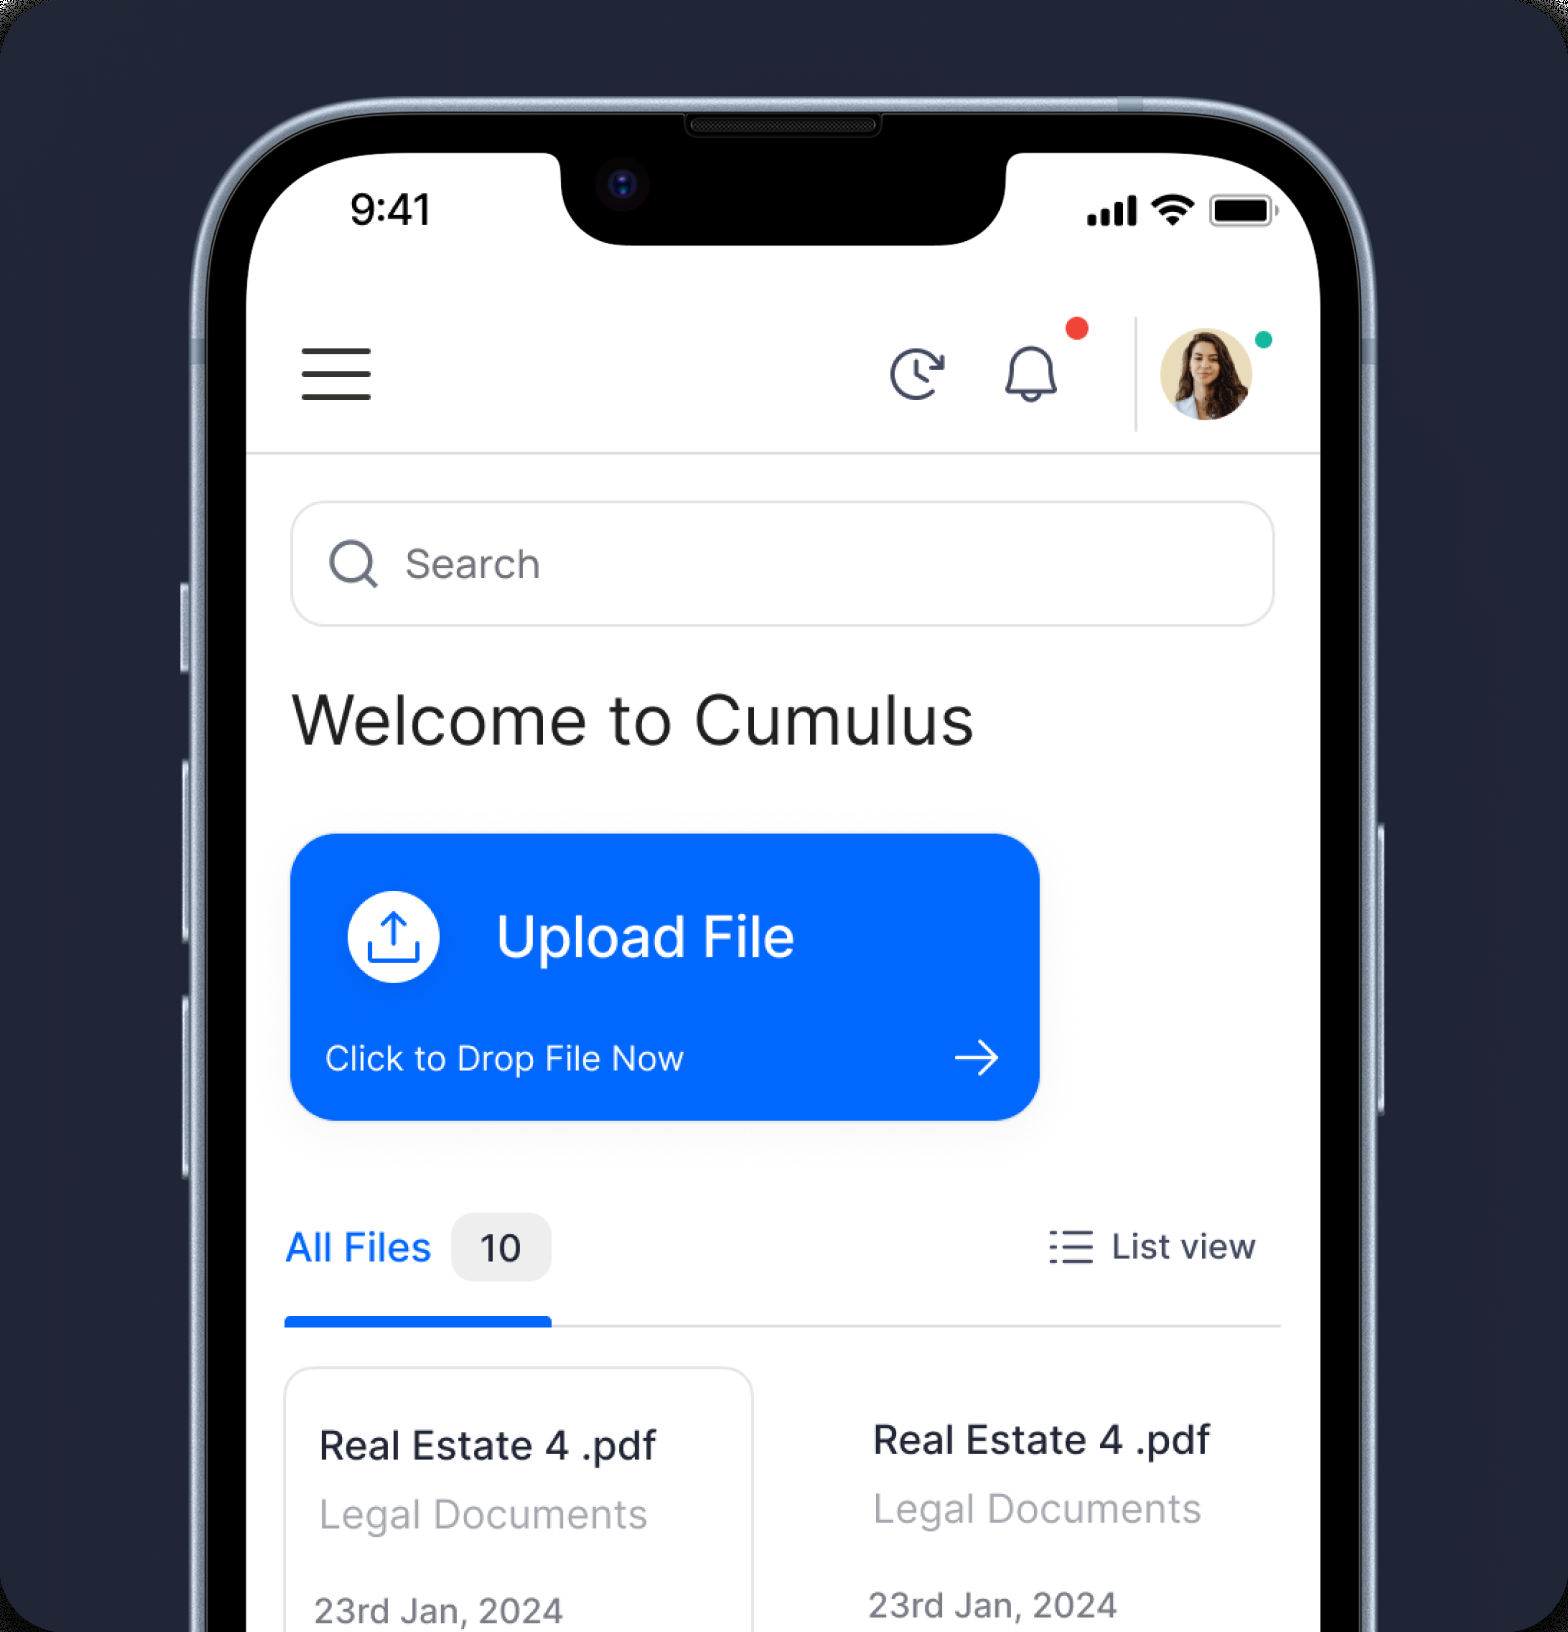 9:41
Search
Welcome to Cumulus
Upload File
Click to Drop File Now
All Files 10
List view
Real Estate 4 .pdf
Legal Documents
23rd Jan, 2024
Real Estate 4 .pdf
Legal Documents
23rd Jan, 2024